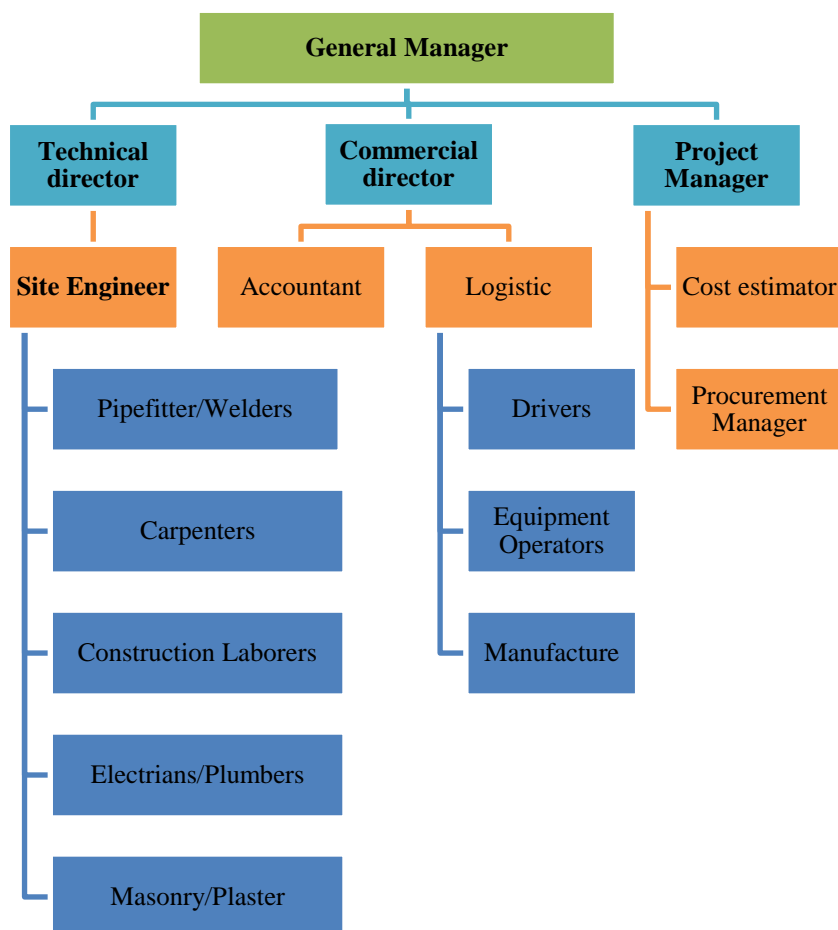 General Manager
Technical
director
Commercial
director
Project
Manager
Site Engineer
Accountant
Logistic
Cost estimator
Pipefitter/Welders
Drivers
Procurement
Manager
Carpenters
Equipment
Operators
Construction Laborers
Manufacture
Electrians/Plumbers
Masonry/Plaster